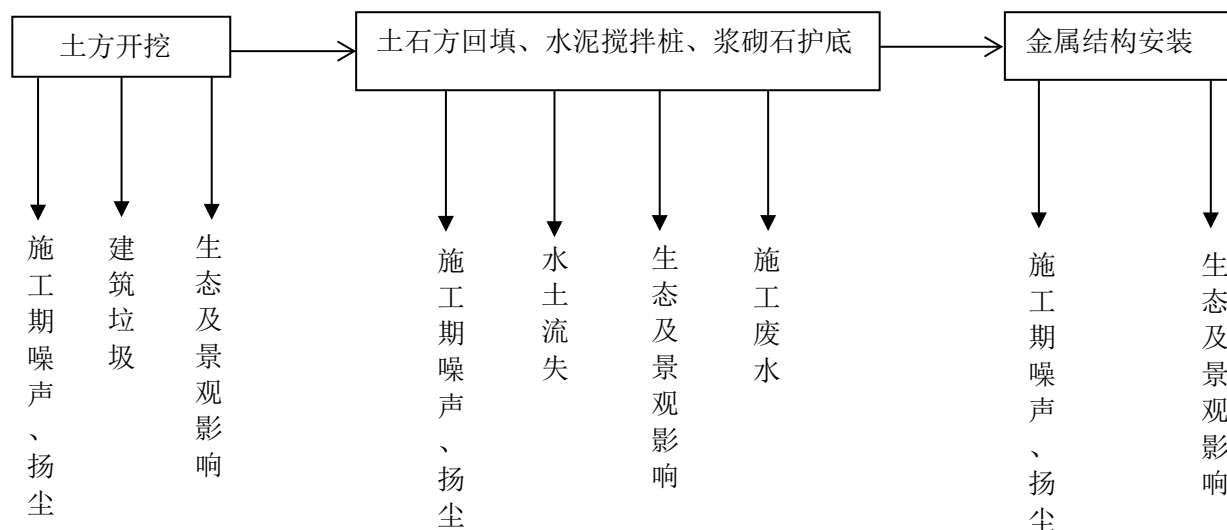 土方开挖
土石方回填、水泥搅拌桩、浆砌石护底
金属结构安装
施工期噪声、扬尘
建筑垃圾
生态及景观影响
施工期噪声、扬尘
水土流失
生态及景观影响
施工废水
施工期噪声、扬尘
生态及景观影响